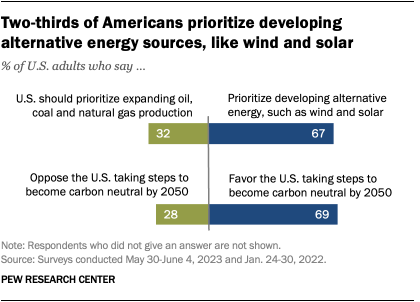 Two-thirds of Americans prioritize developing
alternative energy sources, like wind and solar
% of U.S. adults who say ...
U.S. should prioritize expanding oil,
coal and natural gas production
Prioritize developing alternative
energy, such as wind and solar
32
67
Oppose the U.S. taking steps to
become carbon neutral by 2050
Favor the U.S. taking steps to
become carbon neutral by 2050
28
69
Note: Respondents who did not give an answer are not shown.
Source: Surveys conducted May 30-June 4, 2023 and Jan. 24-30, 2022.
PEW RESEARCH CENTER